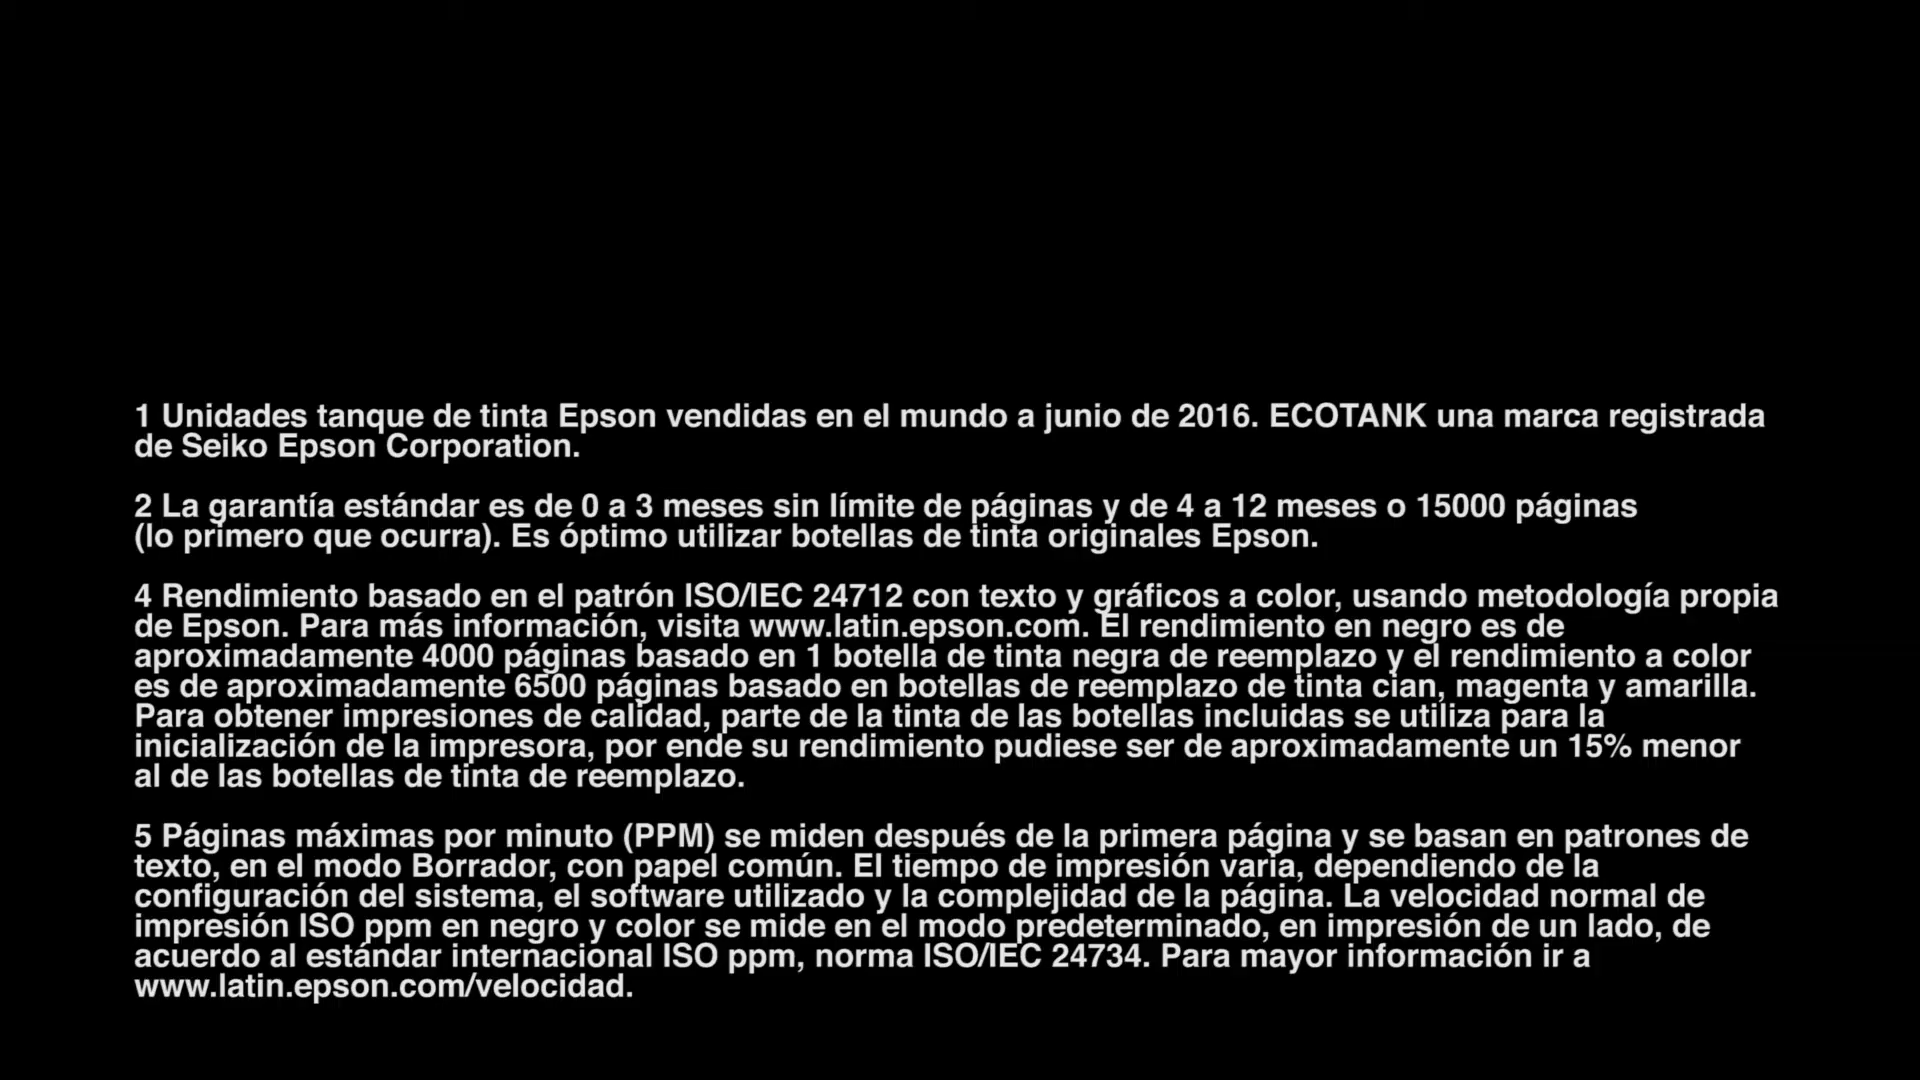 1 Unidades tanque de tinta Epson vendidas en el mundo a junio de 2016. ECOTANK una marca registrada
de Seiko Epson Corporation.
2 La garantía estándar es de 0 a 3 meses sin límite de páginas y de 4 a 12 meses o 15000 páginas
(lo primero que ocurra). Es óptimo utilizar botellas de tinta originales Epson.
4 Rendimiento basado en el patrón ISO/IEC 24712 con texto y gráficos a color, usando metodología propia
de Epson. Para más información, visita www.latin.epson.com. El rendimiento en negro es de
aproximadamente 4000 páginas basado en 1 botella de tinta negra de reemplazo y el rendimiento a color
es de aproximadamente 6500 páginas basado en botellas de reemplazo de tinta cian, magenta y amarilla.
Para obtener impresiones de calidad, parte de la tinta de las botellas incluidas se utiliza para la
inicialización de la impresora, por ende su rendimiento pudiese ser de aproximadamente un 15% menor
al de las botellas de tinta de reemplazo.
5 Páginas máximas por minuto (PPM) se miden después de la primera página y se basan en patrones de
texto, en el modo Borrador, con papel común. El tiempo de impresión varia, dependiendo de la
configuración del sistema, el software utilizado y la complejidad de la página. La velocidad normal de
impresión ISO ppm en negro y color se mide en el modo predeterminado, en impresión de un lado, de
acuerdo al estándar internacional ISO ppm, norma ISO/IEC 24734. Para mayor información ir a
www.latin.epson.com/velocidad.